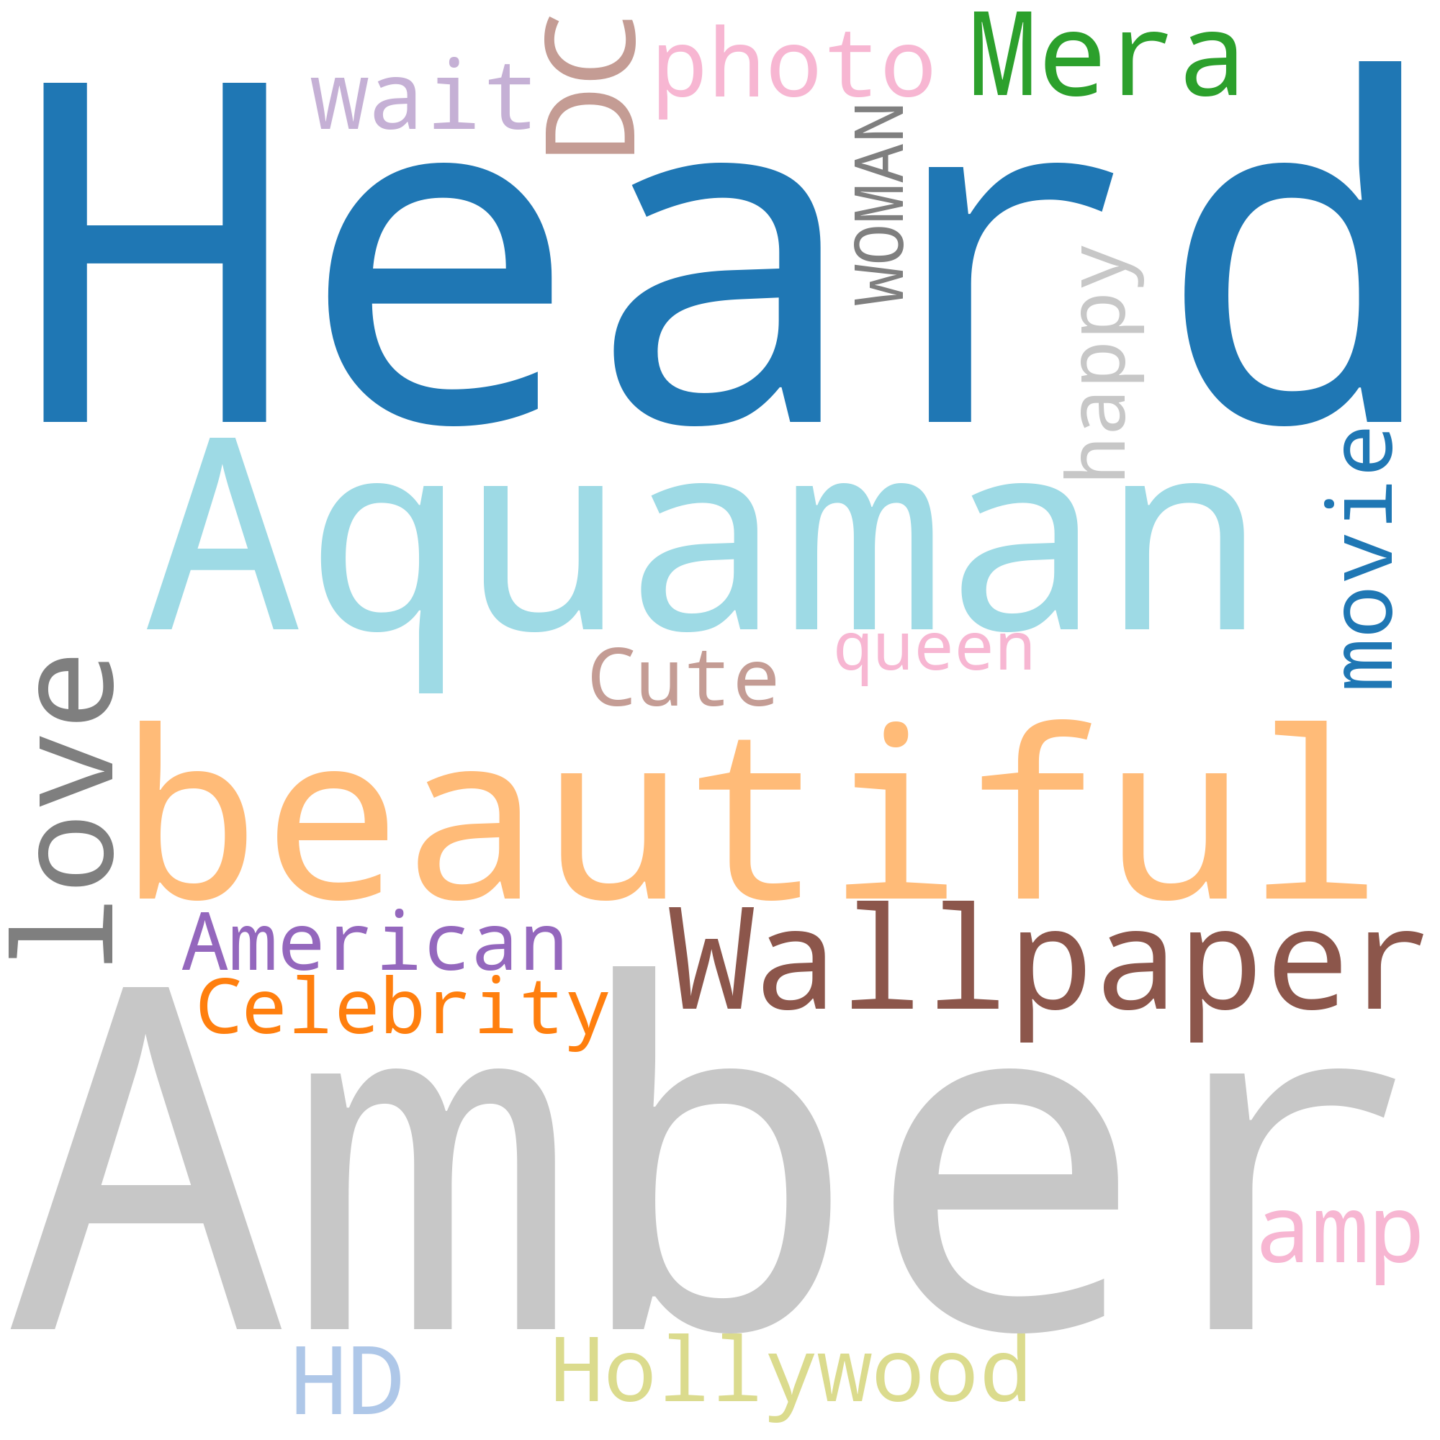 wait
DC
photo
Mera
Heard
WOMAN
happy
Aquaman
movie
Cute
queen
love
beautiful
American
Wallpaper
Celebrity
Amber
amp
HD
Hollywood